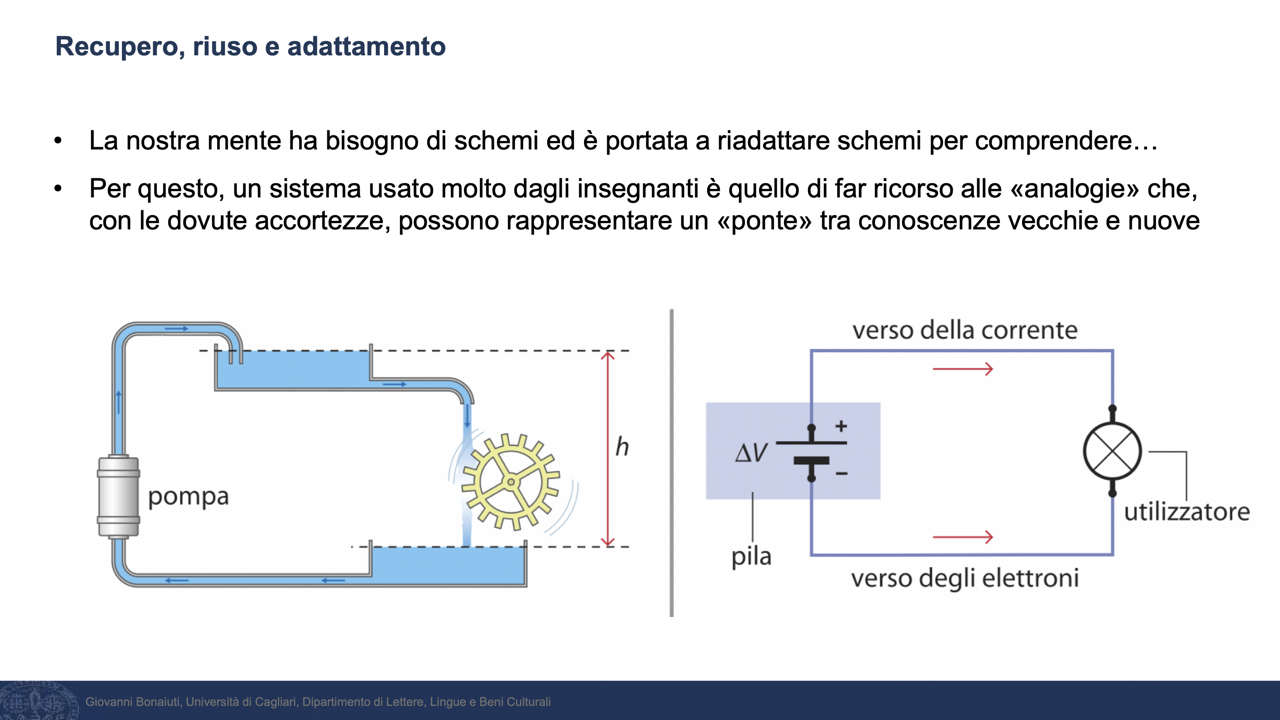 Recupero, riuso e adattamento
• La nostra mente ha bisogno di schemi ed è portata a riadattare schemi per comprendere…
• Per questo, un sistema usato molto dagli insegnanti è quello di far ricorso alle «analogie» che,
con le dovute accortezze, possono rappresentare un «ponte» tra conoscenze vecchie e nuove
pompa
h
verso della corrente
+
ΔV
−
pila
utilizzatore
verso degli elettroni
Giovanni Bonaiuti, Università di Cagliari, Dipartimento di Lettere, Lingue e Beni Culturali